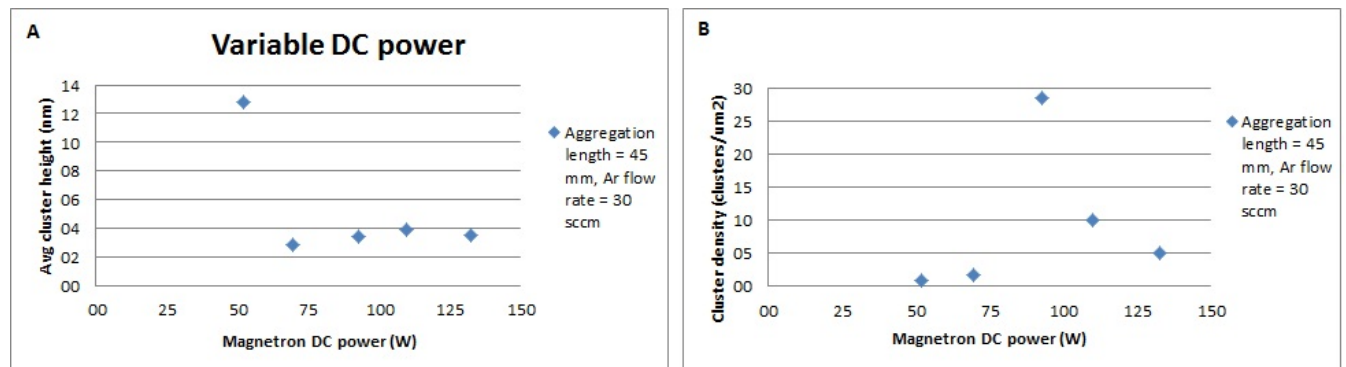 A
Variable DC power
Avg cluster height (nm)
14
12
10
08
06
04
02
00
00 25 50 75 100 125 150
Magnetron DC power (W)
Aggregation
length = 45
mm, Ar flow
rate = 30
sccm
B
Cluster density (clusters/um2)
30
25
20
15
10
05
00
00 25 50 75 100 125 150
Magnetron DC power (W)
Aggregation
length = 45
mm, Ar flow
rate = 30
sccm